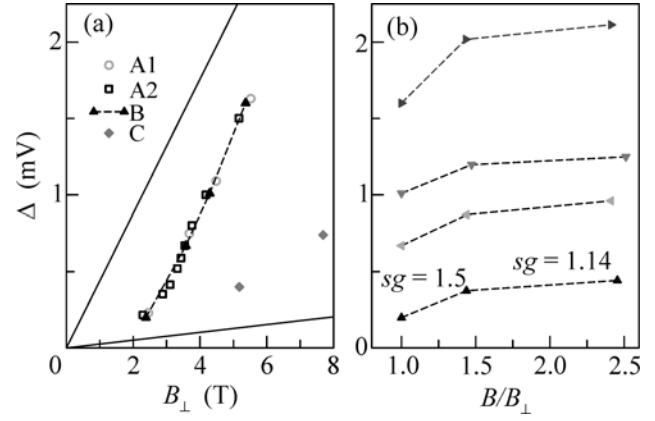 (a)
A1
A2
B
C
2
1
0
Δ (mV)
0 2 4 6 8
B⊥ (T)
(b)
2
1
0
sg = 1.5
sg = 1.14
1.0 1.5 2.0 2.5
B/B⊥